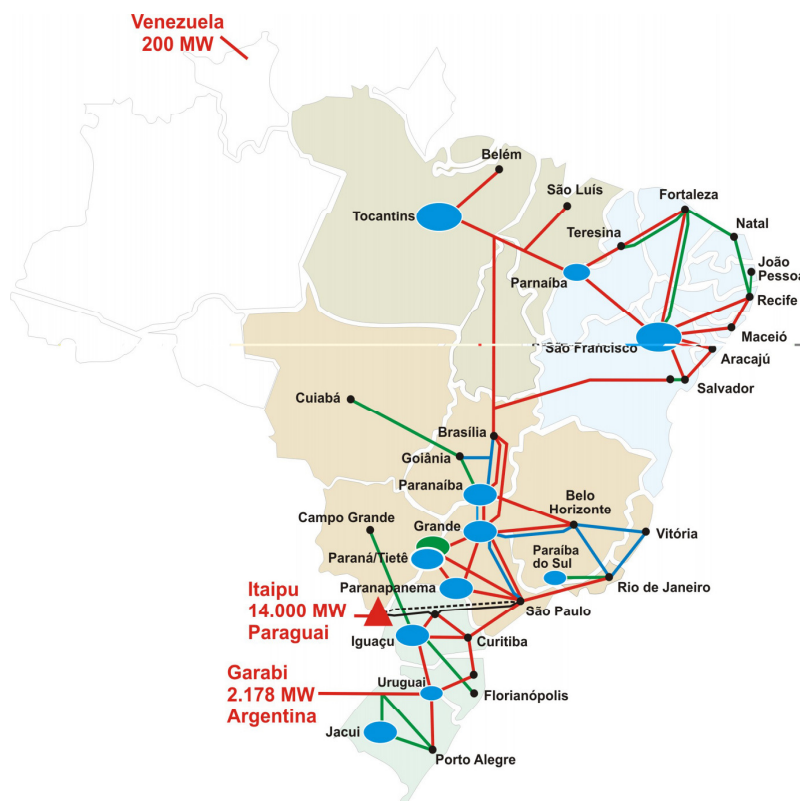 Venezuela
200 MW
Belém
São Luís
Tocantins
Fortaleza
Teresina
Natal
Parnaíba
João
Pessoa
Recife
Maceió
São Francisco
Aracajú
Salvador
Cuiabá
Brasília
Goiânia
Paranaíba
Belo
Horizonte
Campo Grande
Grande
Vitória
Paraná/Tietê
Paraiba
do Sul
Paranapanema
Rio de Janeiro
Itaipu
14.000 MW
Paraguai
São Paulo
Iguaçu
Curitiba
Garabi
2.178 MW
Argentina
Uruguai
Florianópolis
Jacui
Porto Alegre